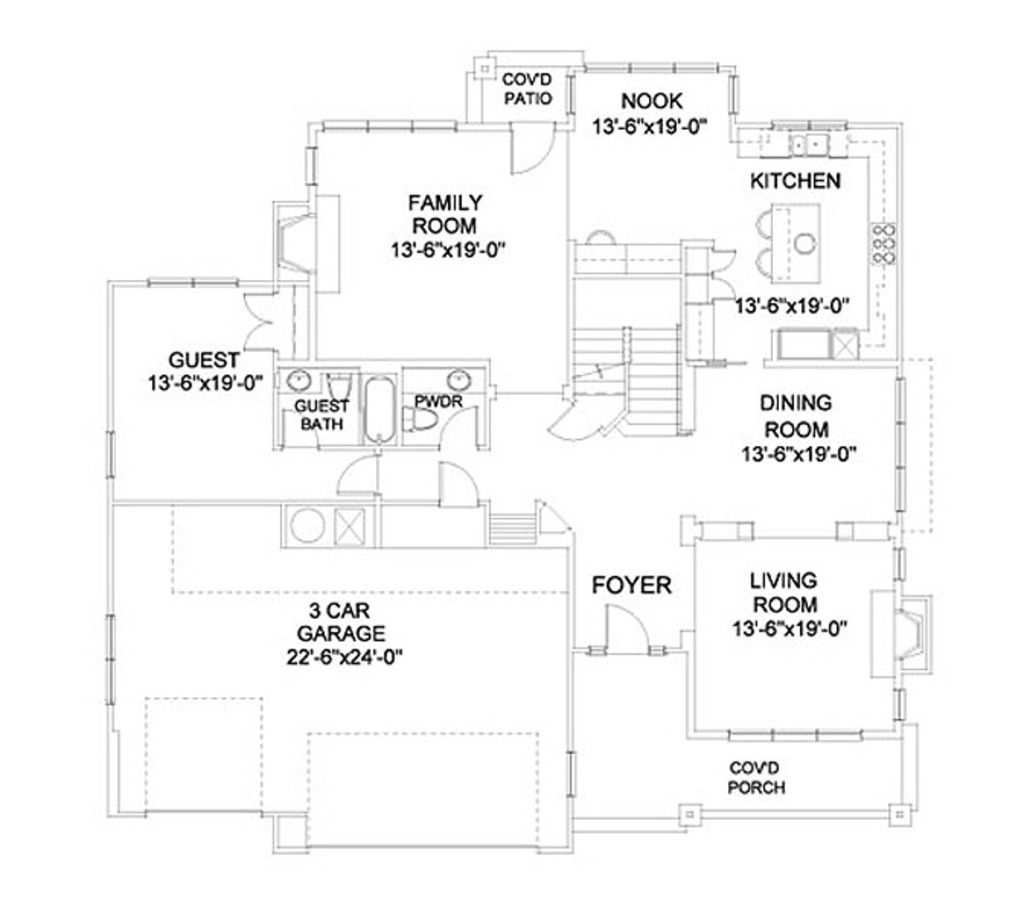 COV'D
PATIO
NOOK
13'-6"x19'-0"
KITCHEN
13'-6"x19'-0"
FAMILY
ROOM
13'-6"x19'-0"
GUEST
13'-6"x19'-0"
GUEST
BATH
PWDR
DINING
ROOM
13'-6"x19'-0"
FOYER
LIVING
ROOM
13'-6"x19'-0"
3 CAR
GARAGE
22'-6"x24'-0"
COV'D
PORCH